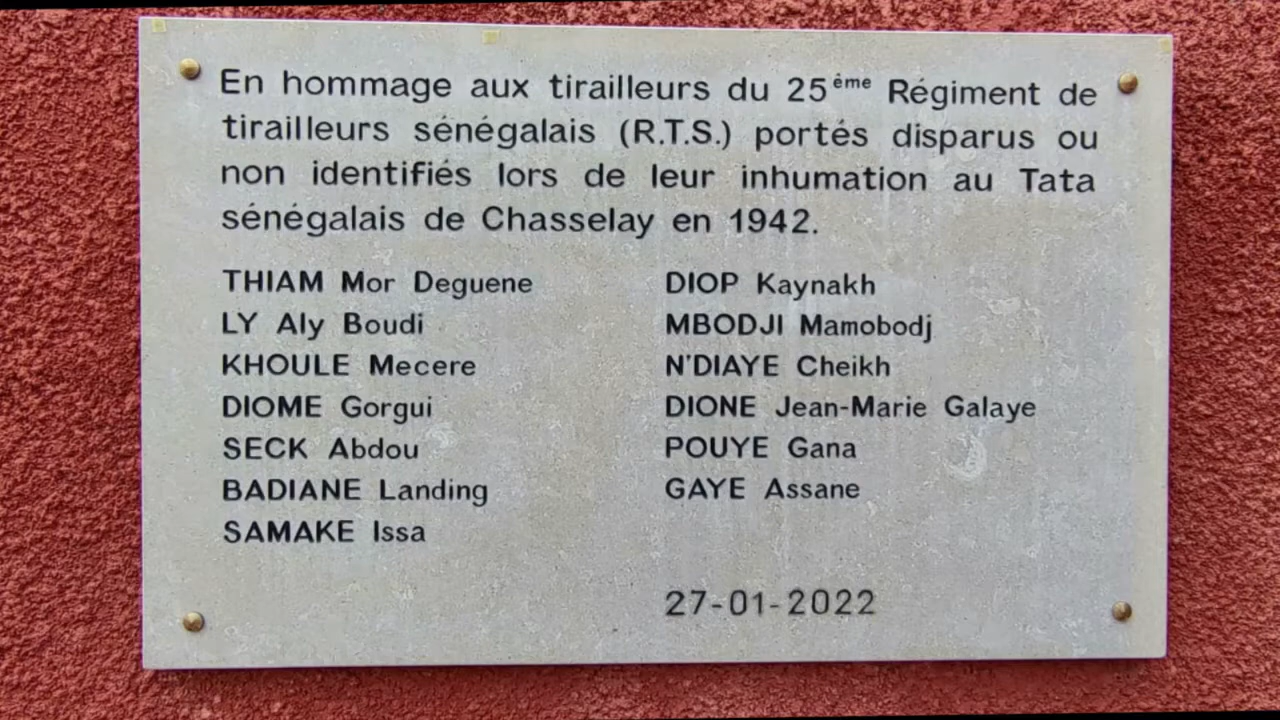 En hommage aux tirailleurs du 25ème Régiment de
tirailleurs sénégalais (R.T.S.) portés disparus ou
non identifiés lors de leur inhumation au Tata
sénégalais de Chasselay en 1942.
THIAM Mor Deguene
LY Aly Boudi
KHOULE Mecere
DIOME Gorgui
SECK Abdou
BADIANE Landing
SAMAKE Issa
DIOP Kaynakh
MBODJI Mamobodj
N'DIAYE Cheikh
DIONE Jean-Marie Galaye
POUYE Gana
GAYE Assane
27-01-2022